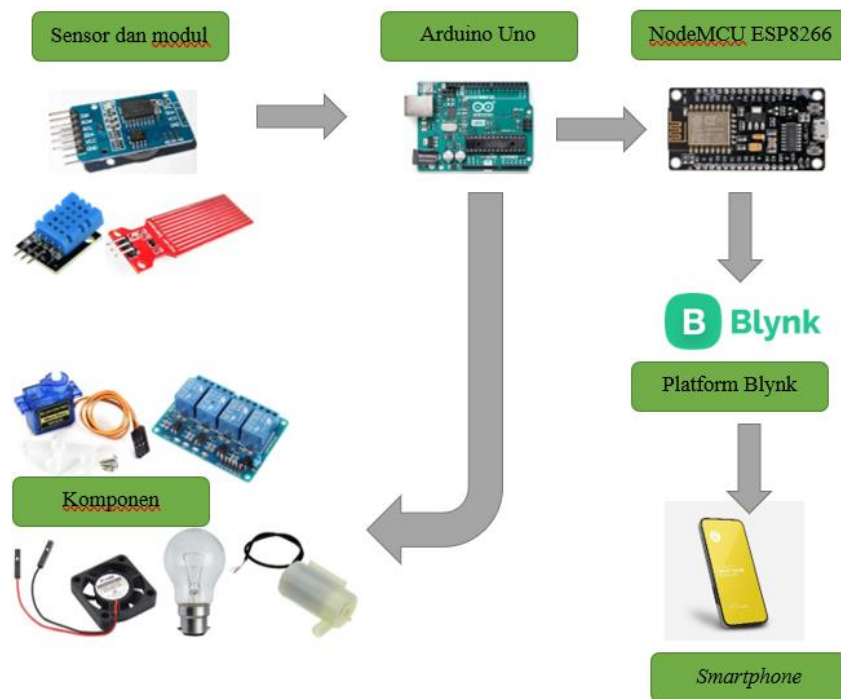 Sensor dan modul
Arduino Uno
NodeMCU ESP8266
B Blynk
Platform Blynk
Komponen
Smartphone